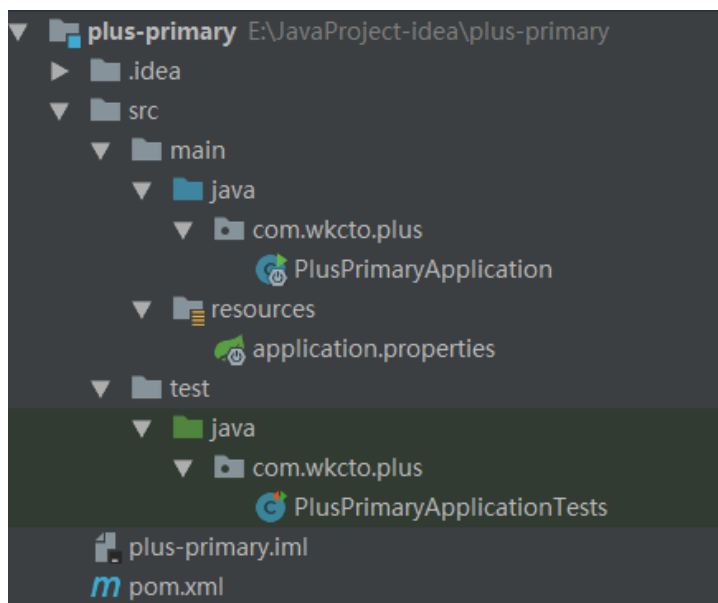 plus-primary E:\JavaProject-idea\plus-primary
.idea
src
main
java
com.wkcto.plus
PlusPrimaryApplication
resources
application.properties
test
java
com.wkcto.plus
PlusPrimaryApplicationTests
plus-primary.iml
pom.xml